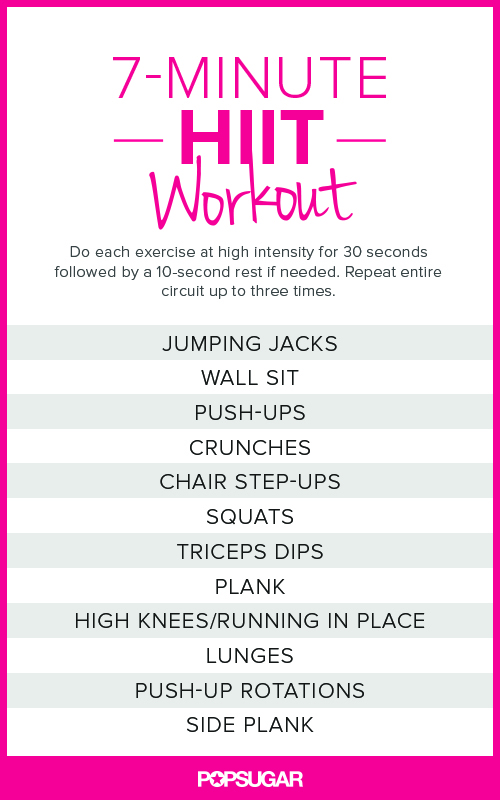 7-MINUTE
HIIT
Workout
Do each exercise at high intensity for 30 seconds
followed by a 10-second rest if needed. Repeat entire
circuit up to three times.
JUMPING JACKS
WALL SIT
PUSH-UPS
CRUNCHES
CHAIR STEP-UPS
SQUATS
TRICEPS DIPS
PLANK
HIGH KNEES/RUNNING IN PLACE
LUNGES
PUSH-UP ROTATIONS
SIDE PLANK
POPSUGAR